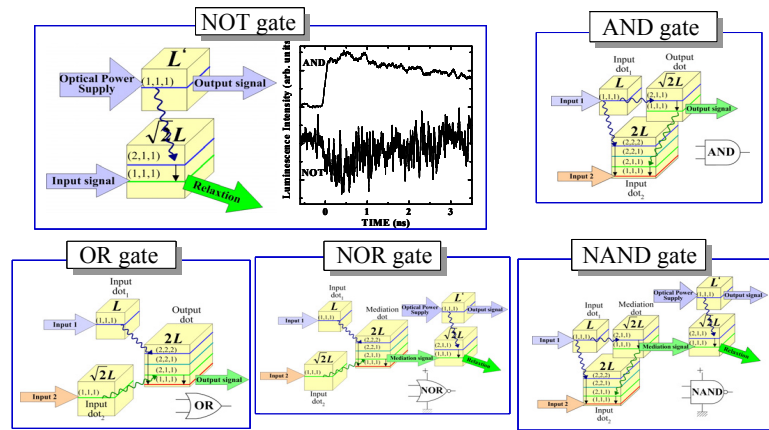 NOT gate
L‘
Optical Power
Supply
(1,1,1)
Output signal
√2L
(2,1,1)
(1,1,1)
Input signal
Relaxtion
Luminescence Intensity (arb. units)
AND
NOT
0
1
2
3
TIME (ns)
AND gate
Input
dot1
Output
dot
L
√2L
Input 1
(1,1,1)
(2,1,1)
(1,1,1)
Output signal
2L
(2,2,2)
(2,2,1)
(2,1,1)
(1,1,1)
Input 2
Input
dot2
AND
OR gate
Input
dot1
L
(1,1,1)
Input 1
Output
dot
2L
(2,2,2)
(2,2,1)
(2,1,1)
(1,1,1)
√2L
(1,1,1)
Input 2
Input
dot2
Output signal
OR
NOR gate
Input
dot1
L
(1,1,1)
Input 1
Mediation
dot
2L
(2,2,2)
(2,2,1)
(2,1,1)
(1,1,1)
√2L
(1,1,1)
Input 2
Input
dot2
Mediation signal
Optical Power
Supply
L‘
(1,1,1)
Output signal
√2L
(2,1,1)
(1,1,1)
Relaxtion
NOR
NAND gate
Input
dot1
L
Input 1
(1,1,1)
Mediation
dot
√2L
(2,1,1)
(1,1,1)
2L
(2,2,2)
(2,2,1)
(2,1,1)
(1,1,1)
Input 2
Input
dot2
Mediation signal
Optical Power
Supply
L‘
(1,1,1)
Output signal
√2L
(2,1,1)
(1,1,1)
Relaxtion
NAND